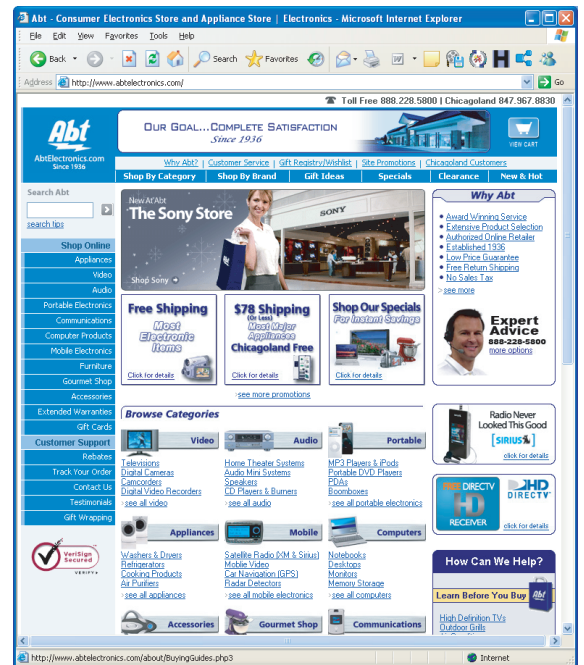 Abt - Consumer Electronics Store and Appliance Store | Electronics - Microsoft Internet Explorer
File Edit View Favorites Tools Help
Back Search Favorites
Address http://www.abtelectronics.com/ Go
Toll Free 888.228.5800 | Chicagoland 847.967.8830
Abt
AbtElectronics.com
Since 1936
OUR GOAL...COMPLETE SATISFACTION
Since 1936
VIEW CART
Why Abt? | Customer Service | Gift Registry/Wishlist | Site Promotions | Chicagoland Customers
Shop By Category Shop By Brand Gift Ideas Specials Clearance New & Hot
Search Abt
search tips
Shop Online
Appliances
Video
Audio
Portable Electronics
Communications
Computer Products
Mobile Electronics
Furniture
Gourmet Shop
Accessories
Extended Warranties
Gift Cards
Customer Support
Rebates
Track Your Order
Contact Us
Testimonials
Gift Wrapping
VeriSign
Secured
VERIFY
New At Abt
The Sony Store
SONY
Shop Sony
Free Shipping
Most
Electronic
Items
Click for details
$78 Shipping
(Or Less)
Most Major
Appliances
Chicagoland Free
Click for details
Shop Our Specials
For Instant Savings
Click for details
see more promotions
Browse Categories
Video
Televisions
Digital Cameras
Camcorders
Digital Video Recorders
see all video
Audio
Home Theater Systems
Audio Mini Systems
Speakers
CD Players & Burners
see all audio
Portable
MP3 Players & iPods
Portable DVD Players
PDAs
Boomboxes
see all portable electronics
Appliances
Washers & Dryers
Refrigerators
Cooking Products
Air Purifiers
see all appliances
Mobile
Satellite Radio (XM & Sirius)
Moblie Video
Car Navigation (GPS)
Radar Detectors
see all mobile electronics
Computers
Notebooks
Desktops
Monitors
Memory Storage
see all computers
Accessories
Gourmet Shop
Communications
Why Abt
Award Winning Service
Extensive Product Selection
Authorized Online Retailer
Established 1936
Low Price Guarantee
Free Return Shipping
No Sales Tax
see more
Expert
Advice
888-228-5800
more options
Radio Never
Looked This Good
SIRIUS
click for details
FREE DIRECTV
HD
RECEIVER
HD
DIRECTV
click for details
How Can We Help?
Learn Before You Buy
Abt
High Definition TVs
Outdoor Grills
http://www.abtelectronics.com/about/BuyingGuides.php3
Internet